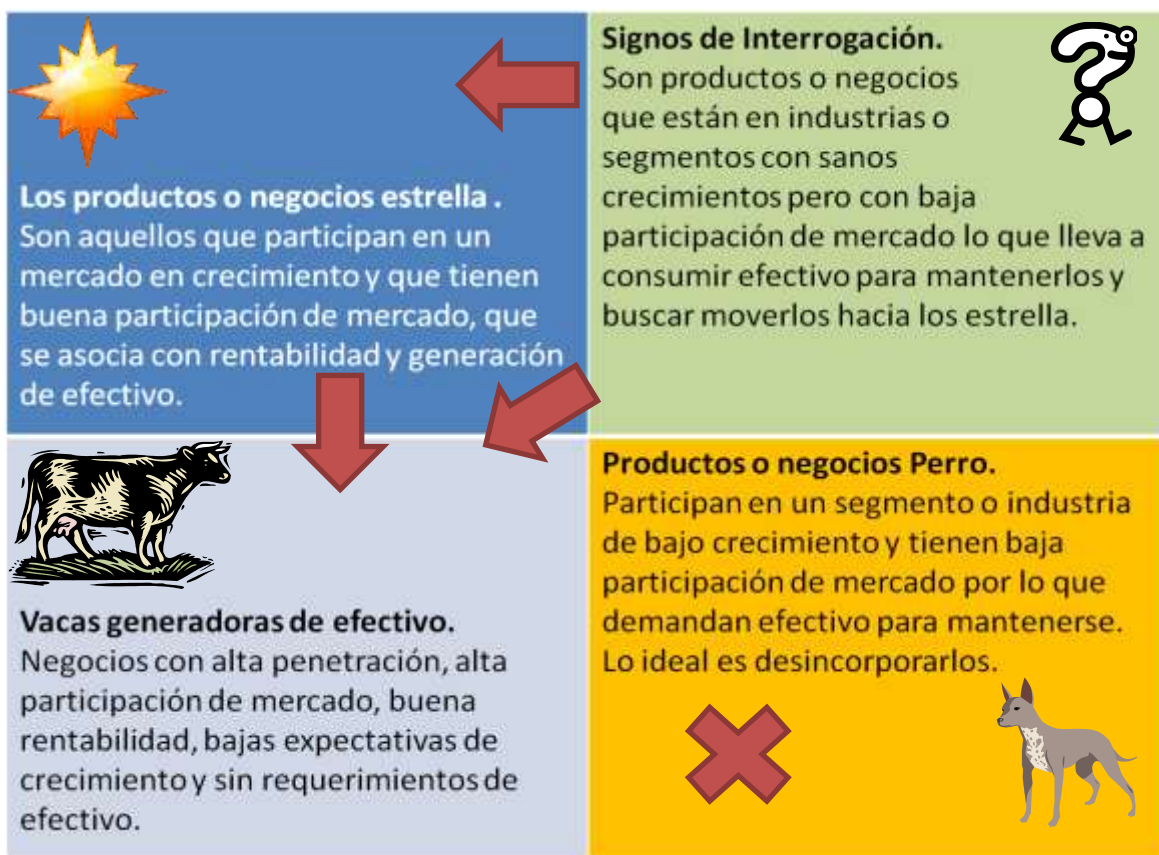 Los productos o negocios estrella .
Son aquellos que participan en un
mercado en crecimiento y que tienen
buena participación de mercado, que
se asocia con rentabilidad y generación
de efectivo.
Signos de Interrogación.
Son productos o negocios
que están en industrias o
segmentos con sanos
crecimientos pero con baja
participación de mercado lo que lleva a
consumir efectivo para mantenerlos y
buscar moverlos hacia los estrella.
Vacas generadoras de efectivo.
Negocios con alta penetración, alta
participación de mercado, buena
rentabilidad, bajas expectativas de
crecimiento y sin requerimientos de
efectivo.
Productos o negocios Perro.
Participan en un segmento o industria
de bajo crecimiento y tienen baja
participación de mercado por lo que
demandan efectivo para mantenerse.
Lo ideal es desincorporarlos.